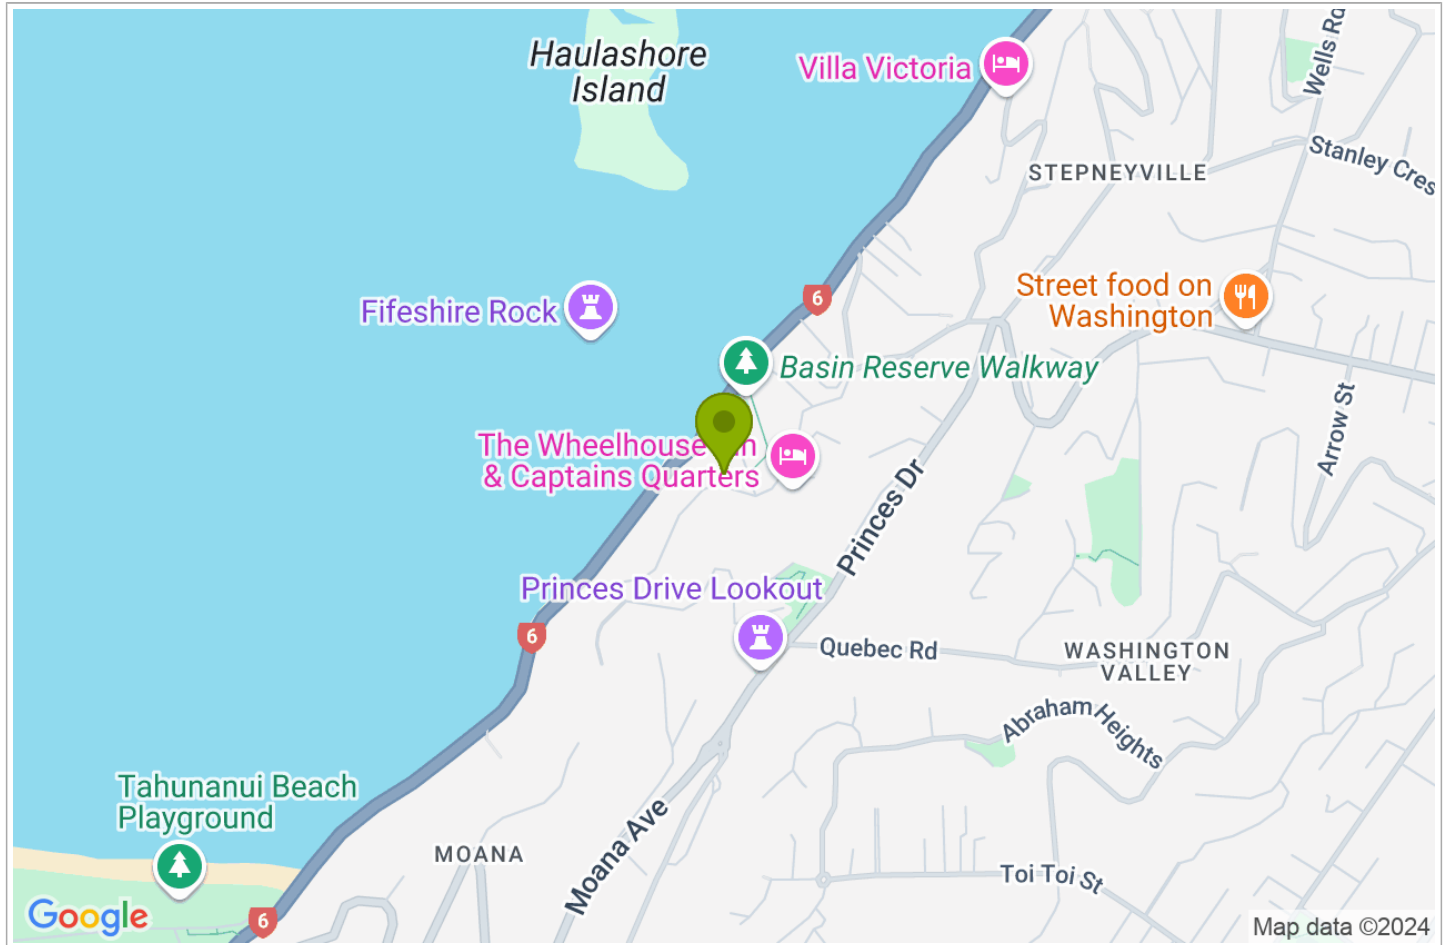 Haulashore
Island
Villa Victoria
Wells Rd
Stanley Cres
STEPNEYVILLE
Street food on
Washington
6
Fifeshire Rock
Basin Reserve Walkway
Arrow St
The Wheelhouse Inn
& Captains Quarters
Princes Dr
Princes Drive Lookout
6
Quebec Rd
WASHINGTON
VALLEY
Abraham Heights
Tahunanui Beach
Playground
Moana Ave
MOANA
Toi Toi St
6
Google
Map data ©2024